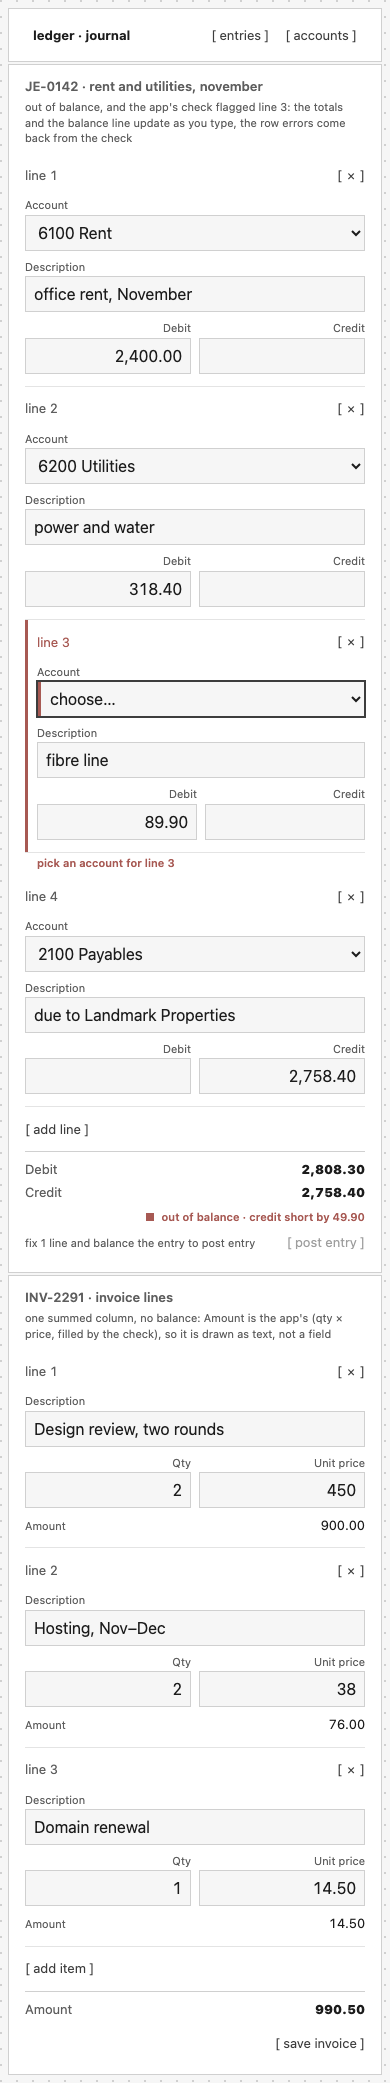 ledger · journal [ entries ] [ accounts ]
JE-0142 · rent and utilities, november
out of balance, and the app's check flagged line 3: the totals
and the balance line update as you type, the row errors come
back from the check
line 1 [ × ]
Account
6100 Rent
Description
office rent, November
Debit Credit
2,400.00
line 2 [ × ]
Account
6200 Utilities
Description
power and water
Debit Credit
318.40
line 3 [ × ]
Account
choose...
Description
fibre line
Debit Credit
89.90
pick an account for line 3
line 4 [ × ]
Account
2100 Payables
Description
due to Landmark Properties
Debit Credit
2,758.40
[ add line ]
Debit 2,808.30
Credit 2,758.40
out of balance · credit short by 49.90
fix 1 line and balance the entry to post entry [ post entry ]
INV-2291 · invoice lines
one summed column, no balance: Amount is the app's (qty ×
price, filled by the check), so it is drawn as text, not a field
line 1 [ × ]
Description
Design review, two rounds
Qty Unit price
2 450
Amount 900.00
line 2 [ × ]
Description
Hosting, Nov–Dec
Qty Unit price
2 38
Amount 76.00
line 3 [ × ]
Description
Domain renewal
Qty Unit price
1 14.50
Amount 14.50
[ add item ]
Amount 990.50
[ save invoice ]